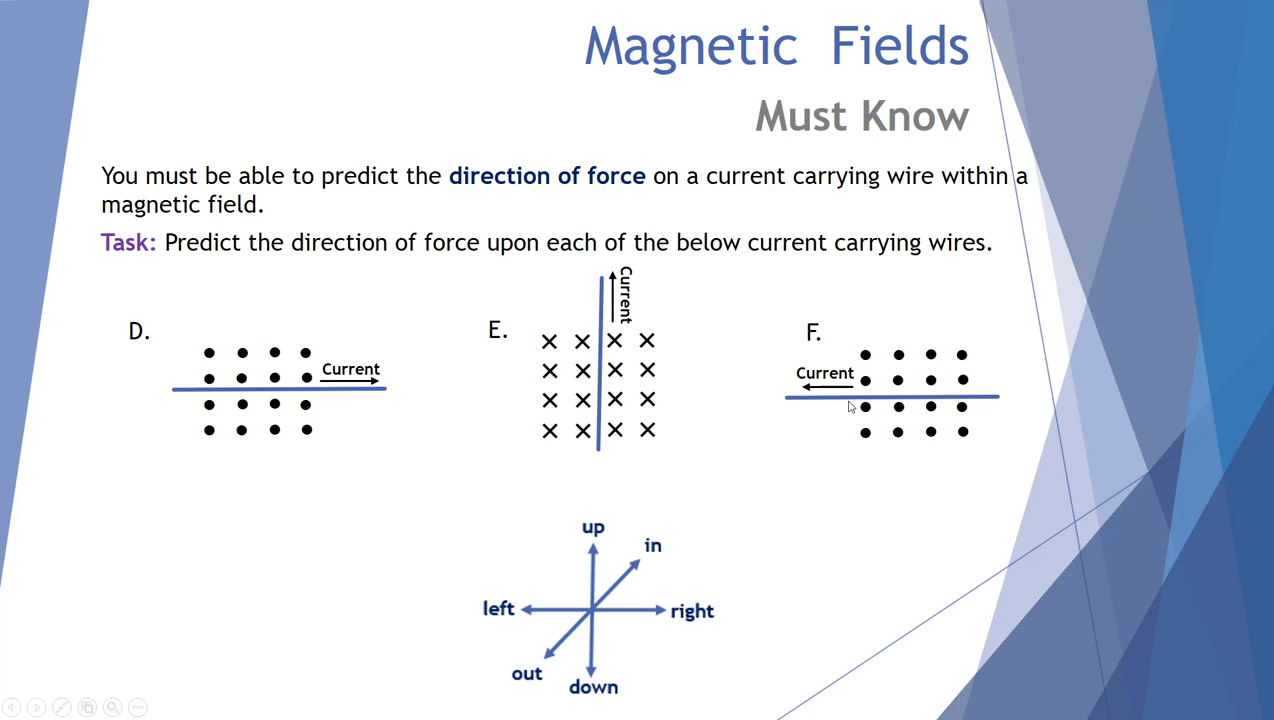 Magnetic Fields
Must Know
You must be able to predict the direction of force on a current carrying wire within a
magnetic field.
Task: Predict the direction of force upon each of the below current carrying wires.
D.
Current
E.
Current
F.
Current
up
in
left
right
out
down